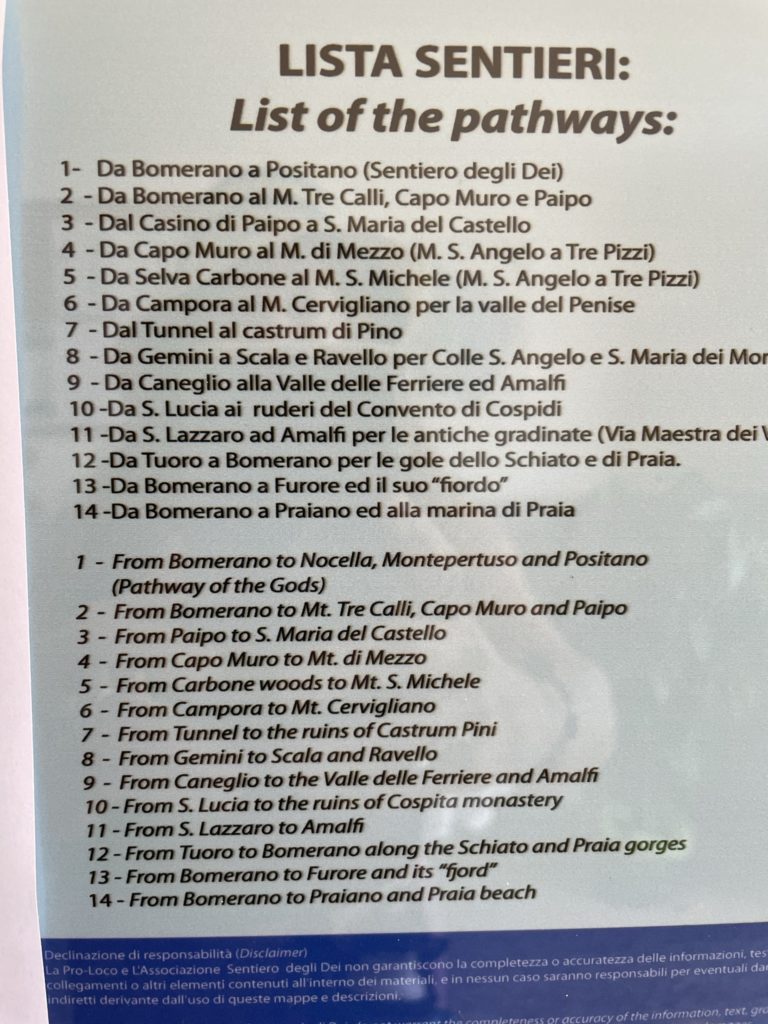 LISTA SENTIERI:
List of the pathways:
1- Da Bomerano a Positano (Sentiero degli Dei)
2 - Da Bomerano al M. Tre Calli, Capo Muro e Paipo
3 - Dal Casino di Paipo a S. Maria del Castello
4 - Da Capo Muro al M. di Mezzo (M. S. Angelo a Tre Pizzi)
5 - Da Selva Carbone al M. S. Michele (M. S. Angelo a Tre Pizzi)
6 - Da Campora al M. Cervigliano per la valle del Penise
7 - Dal Tunnel al castrum di Pino
8 - Da Gemini a Scala e Ravello per Colle S. Angelo e S. Maria dei
9 - Da Caneglio alla Valle delle Ferriere ed Amalfi
10 -Da S. Lucia ai ruderi del Convento di Cospidi
11 -Da S. Lazzaro ad Amalfi per le antiche gradinate (Via Maestra dei
12 -Da Tuoro a Bomerano per le gole dello Schiato e di Praia.
13 -Da Bomerano a Furore ed il suo "fiordo"
14 -Da Bomerano a Praiano ed alla marina di Praia
1 - From Bomerano to Nocella, Montepertuso and Positano
(Pathway of the Gods)
2 - From Bomerano to Mt. Tre Calli, Capo Muro and Paipo
3 - From Paipo to S. Maria del Castello
4 - From Capo Muro to Mt. di Mezzo
5 - From Carbone woods to Mt. S. Michele
6 - From Campora to Mt. Cervigliano
7 - From Tunnel to the ruins of Castrum Pini
8 - From Gemini to Scala and Ravello
9 - From Caneglio to the Valle delle Ferriere and Amalfi
10 - From S. Lucia to the ruins of Cospita monastery
11 - From S. Lazzaro to Amalfi
12 - From Tuoro to Bomerano along the Schiato and Praia gorges
13 - From Bomerano to Furore and its "fjord"
14 - From Bomerano to Praiano and Praia beach
Declinazione di responsabilità (Disclaimer)
La Pro-Loco e L'Associazione Sentiero degli Dei non garantiscono la completezza o accuratezza delle informazioni,
collegamenti o altri elementi contenuti all'interno dei materiali, e in nessun caso saranno responsabili per eventuali
indiretti derivante dall'uso di queste mappe e descrizioni.
the completeness or accuracy of the information, text,